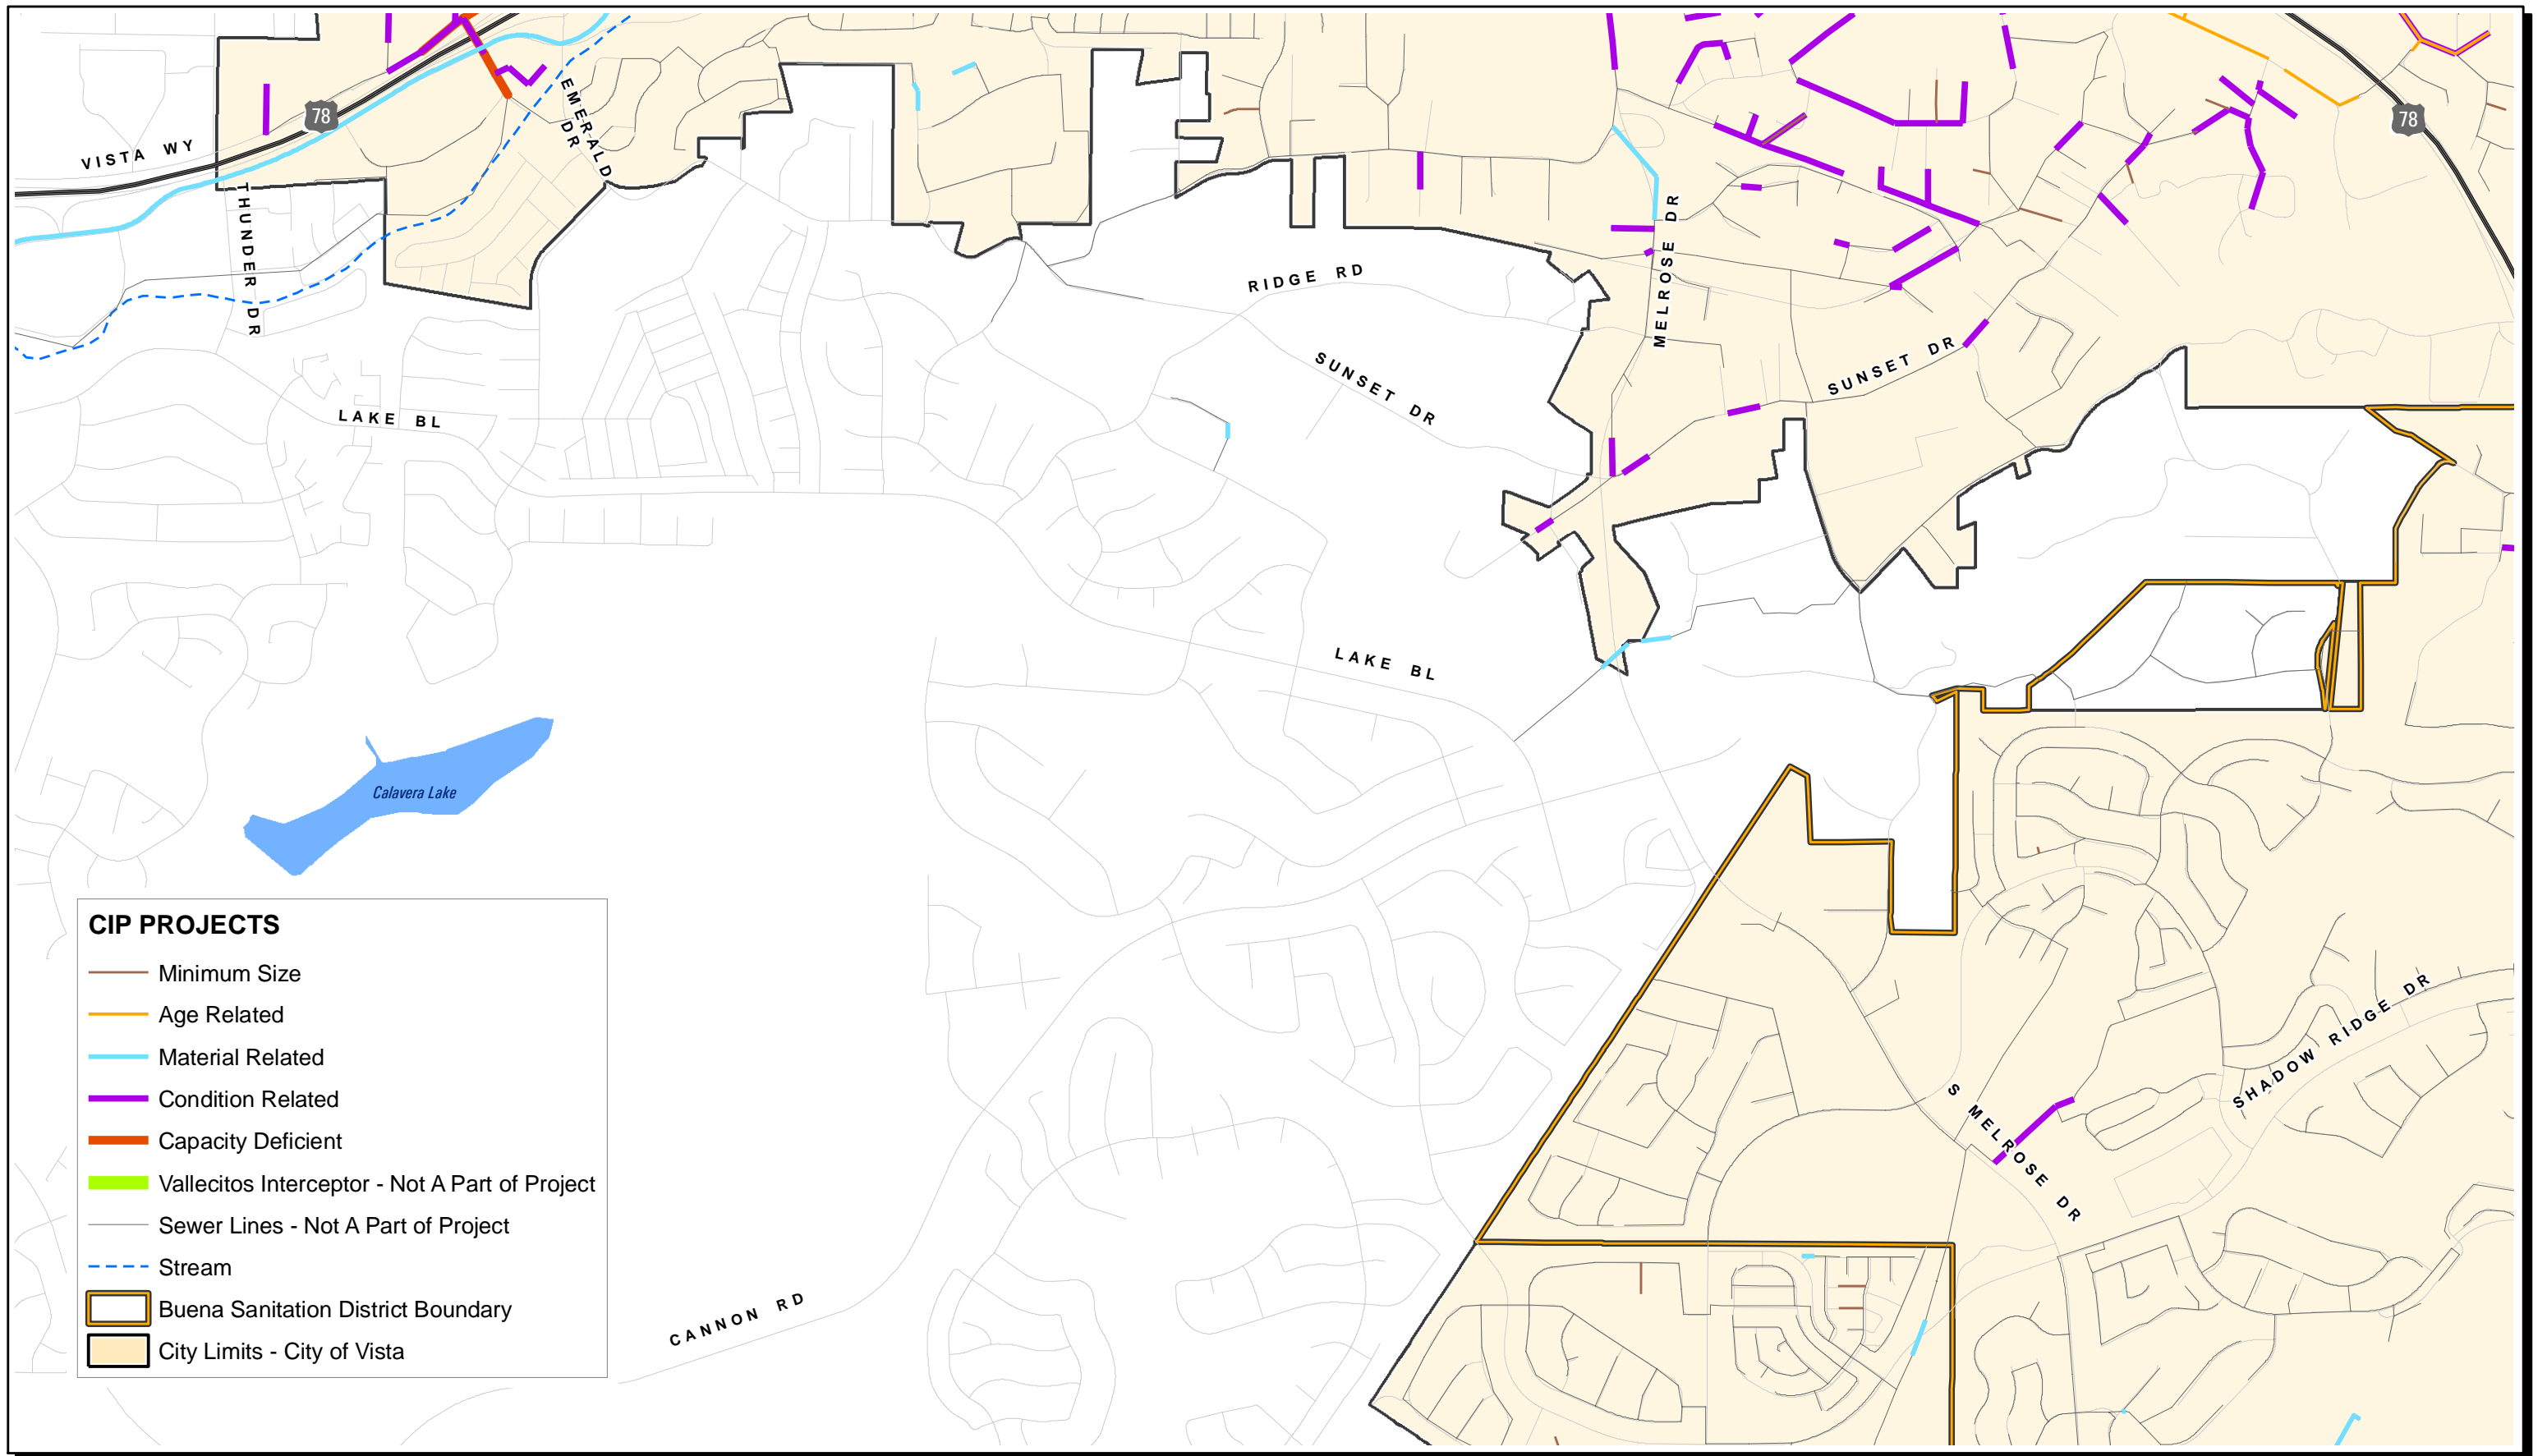 78
78
VISTA WY
EMERALD DR
THUNDER DR
MELROSE DR
RIDGE RD
SUNSET DR
SUNSET DR
LAKE BL
LAKE BL
Calavera Lake
CIP PROJECTS
Minimum Size
Age Related
Material Related
Condition Related
Capacity Deficient
Vallecitos Interceptor - Not A Part of Project
Sewer Lines - Not A Part of Project
Stream
Buena Sanitation District Boundary
City Limits - City of Vista
SHADOW RIDGE DR
S MELROSE DR
CANNON RD